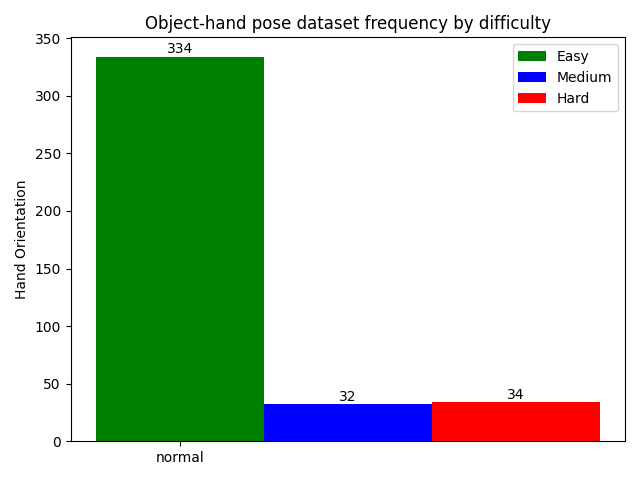 Object-hand pose dataset frequency by difficulty
350
300
250
200
150
100
50
0
Hand Orientation
334
32
34
normal
Easy
Medium
Hard